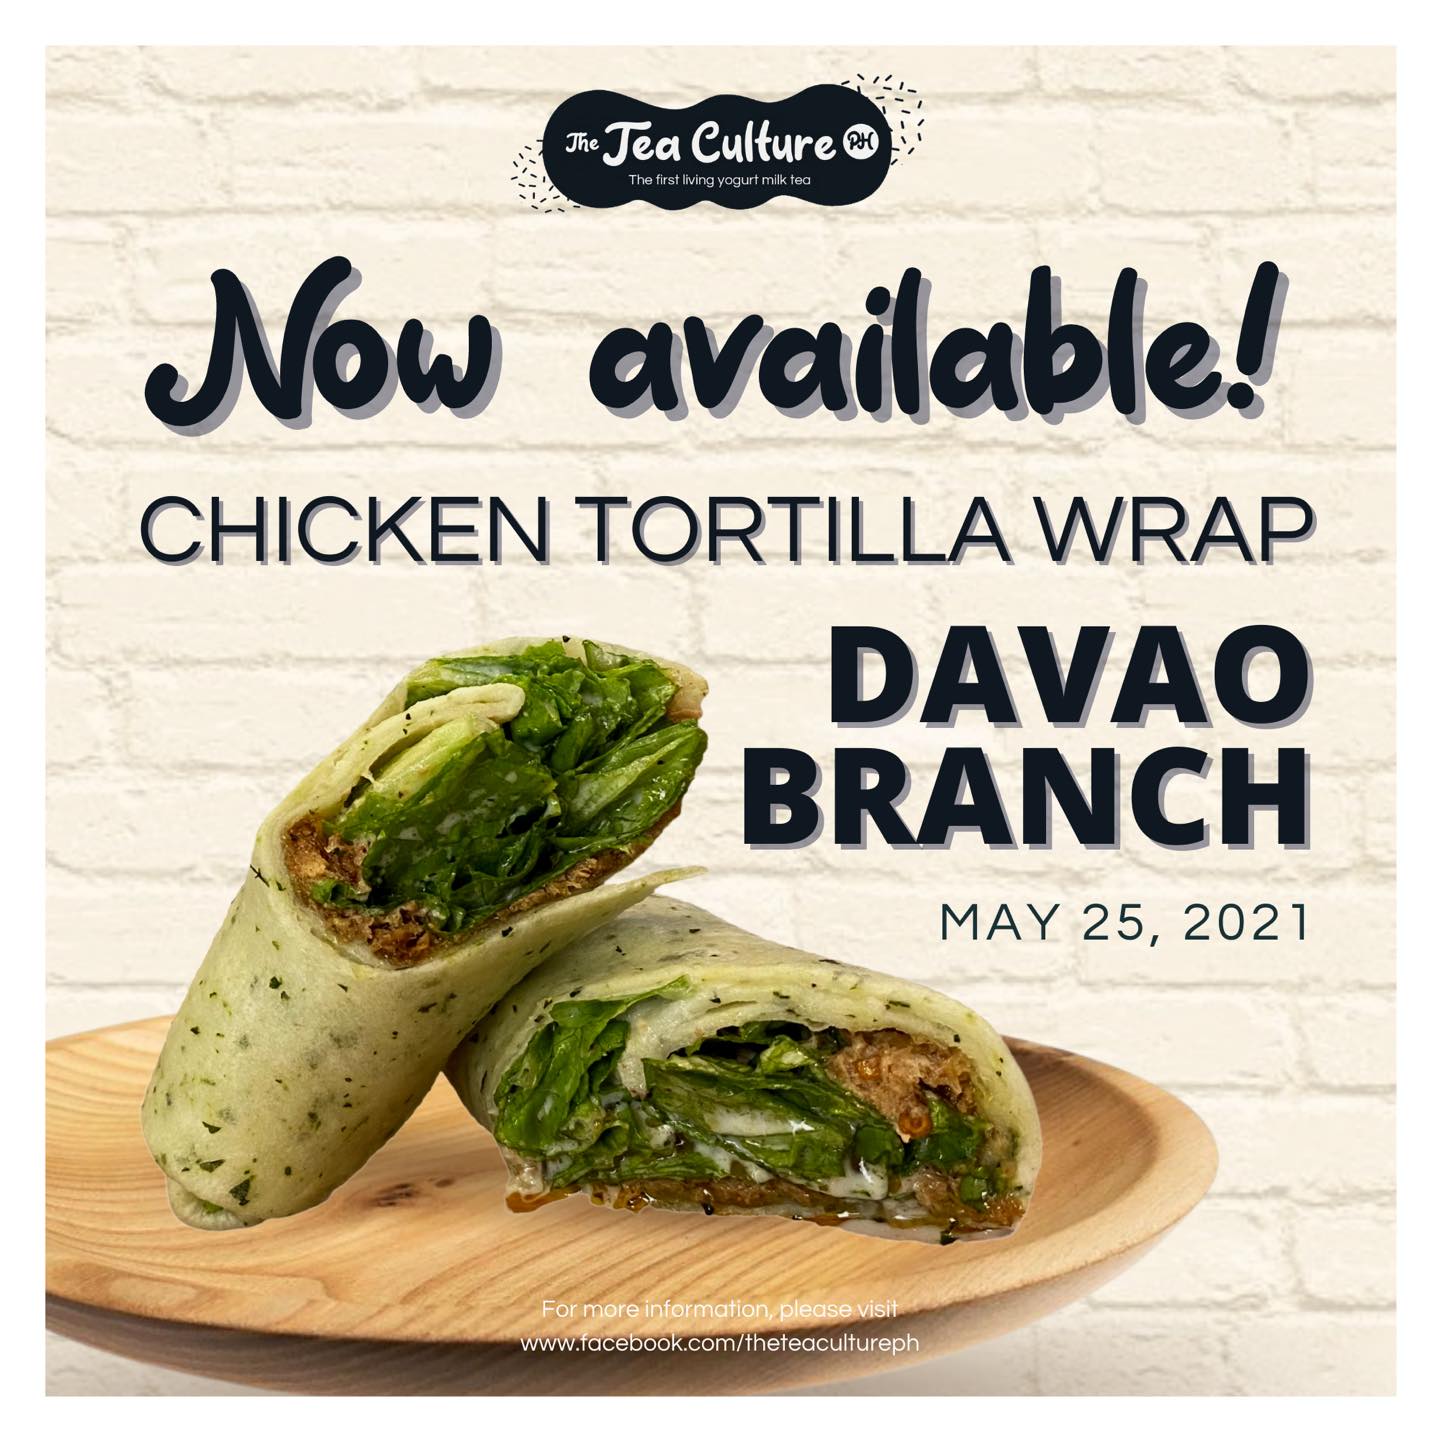 The Tea Culture PH
The first living yogurt milk tea
Now available!
CHICKEN TORTILLA WRAP
DAVAO
BRANCH
MAY 25, 2021
For more information, please visit
www.facebook.com/theteacultureph